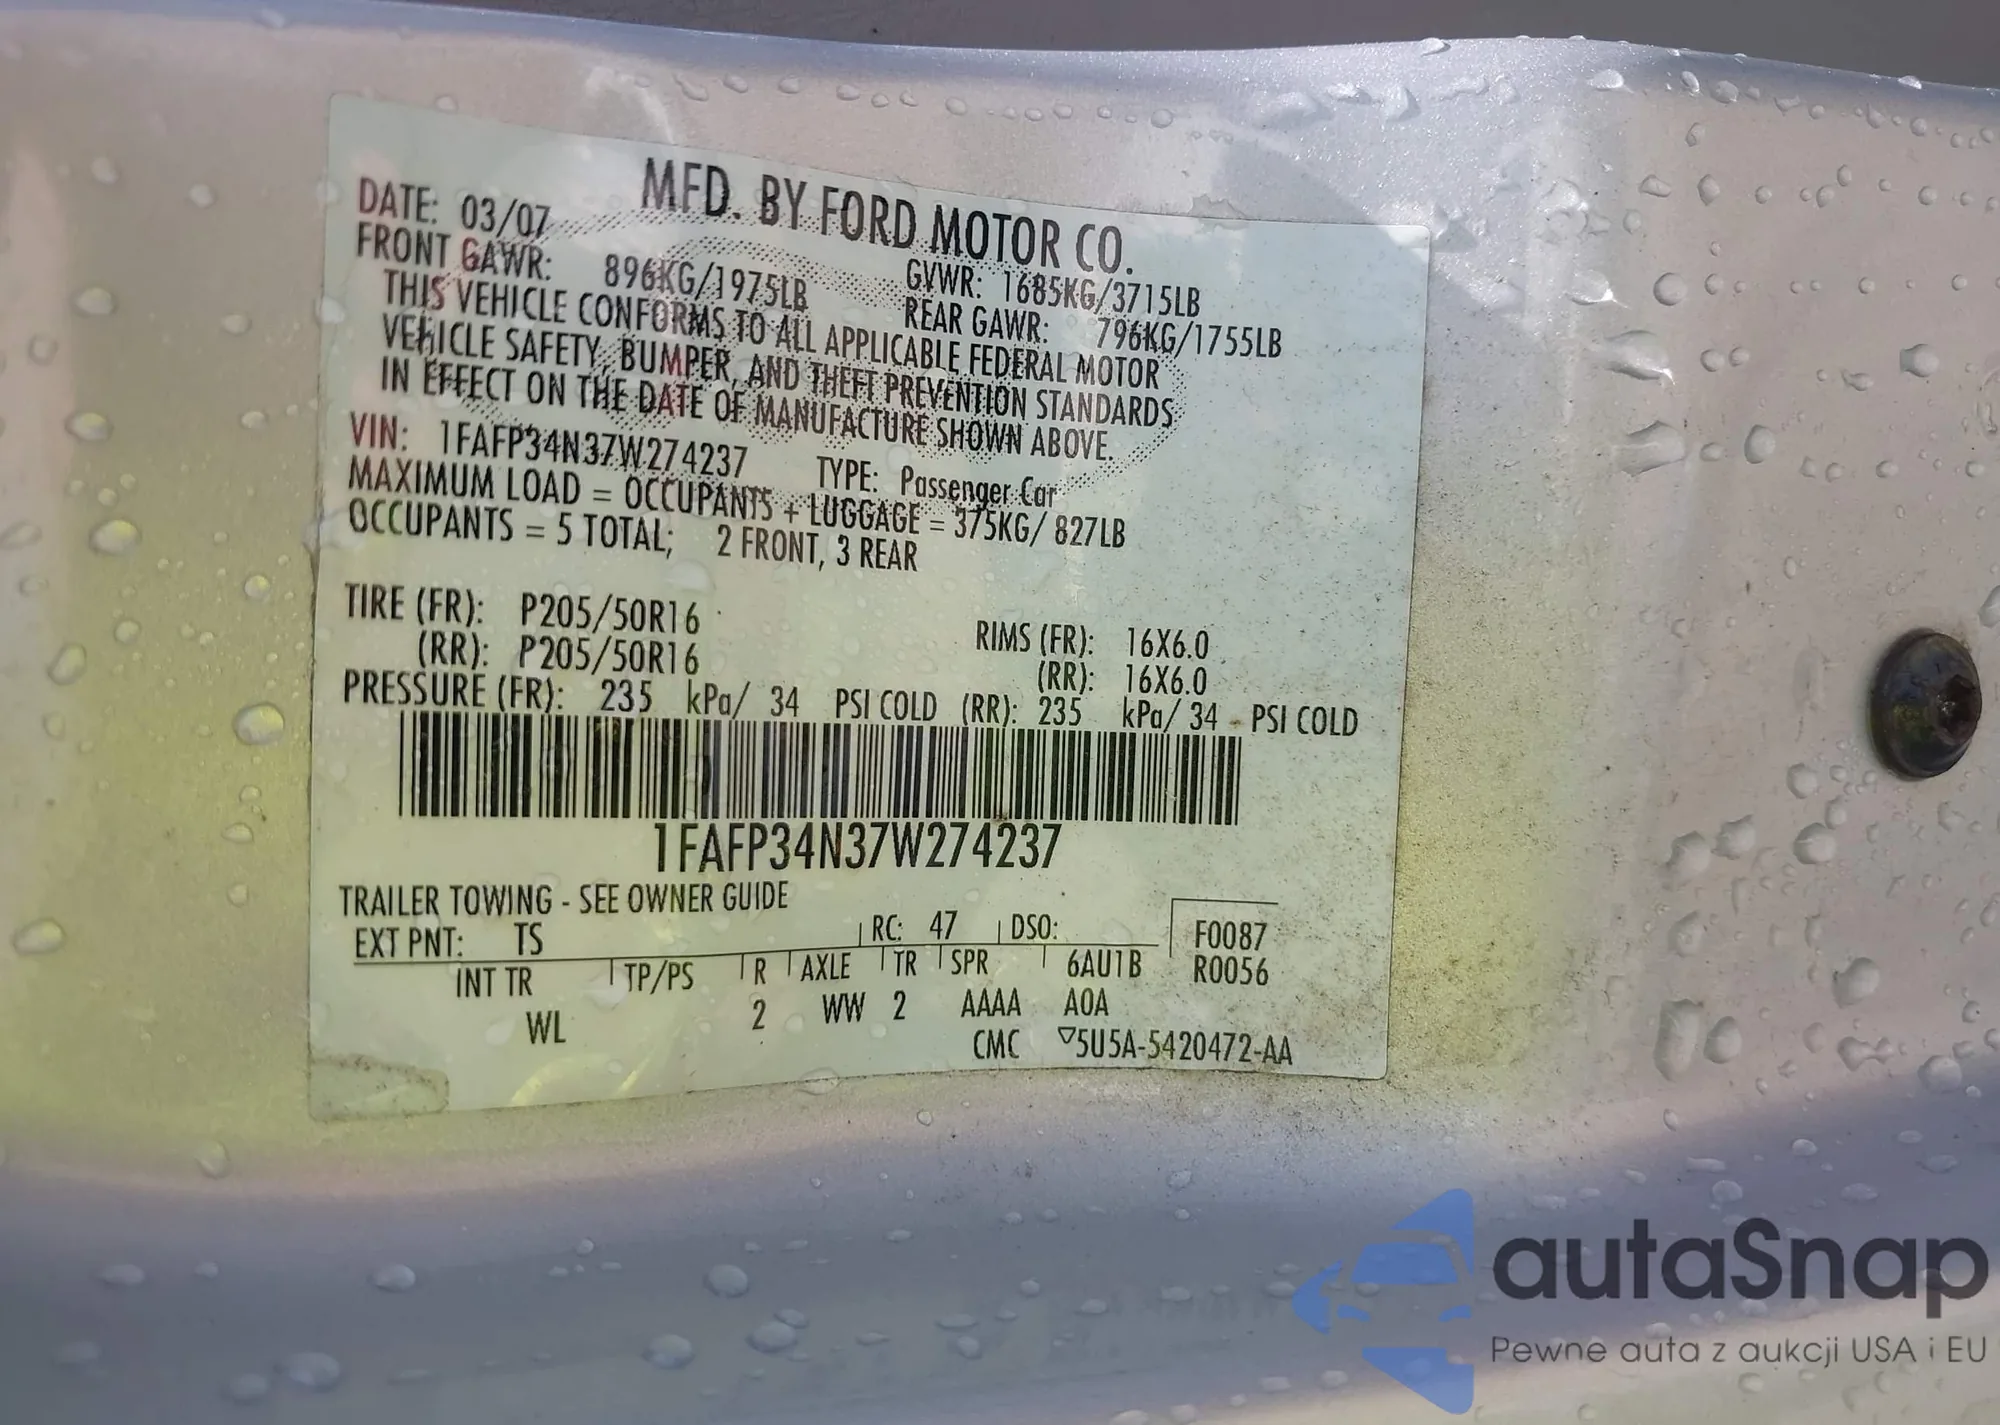 MFD. BY FORD MOTOR CO.
DATE: 03/07 GVWR: 1685KG/3715LB
FRONT GAWR: 896KG/1975LB REAR GAWR: 796KG/1755LB
THIS VEHICLE CONFORMS TO ALL APPLICABLE FEDERAL MOTOR
VEHICLE SAFETY, BUMPER, AND THEFT PREVENTION STANDARDS
IN EFFECT ON THE DATE OF MANUFACTURE SHOWN ABOVE.
VIN: 1FAFP34N37W274237 TYPE: Passenger Car
MAXIMUM LOAD = OCCUPANTS + LUGGAGE = 375KG/ 827LB
OCCUPANTS = 5 TOTAL; 2 FRONT, 3 REAR
TIRE (FR): P205/50R16 RIMS (FR): 16X6.0
(RR): P205/50R16 (RR): 16X6.0
PRESSURE (FR): 235 kPa/ 34 PSI COLD (RR): 235 kPa/ 34 PSI COLD
1FAFP34N37W274237
TRAILER TOWING - SEE OWNER GUIDE
EXT PNT: TS RC: 47 DSO: F0087
INT TR TP/PS R AXLE TR SPR 6AU1B R0056
WL 2 WW 2 AAAA A0A
CMC ▽5U5A-5420472-AA
autaSnap
Pewne auta z aukcji USA i EU